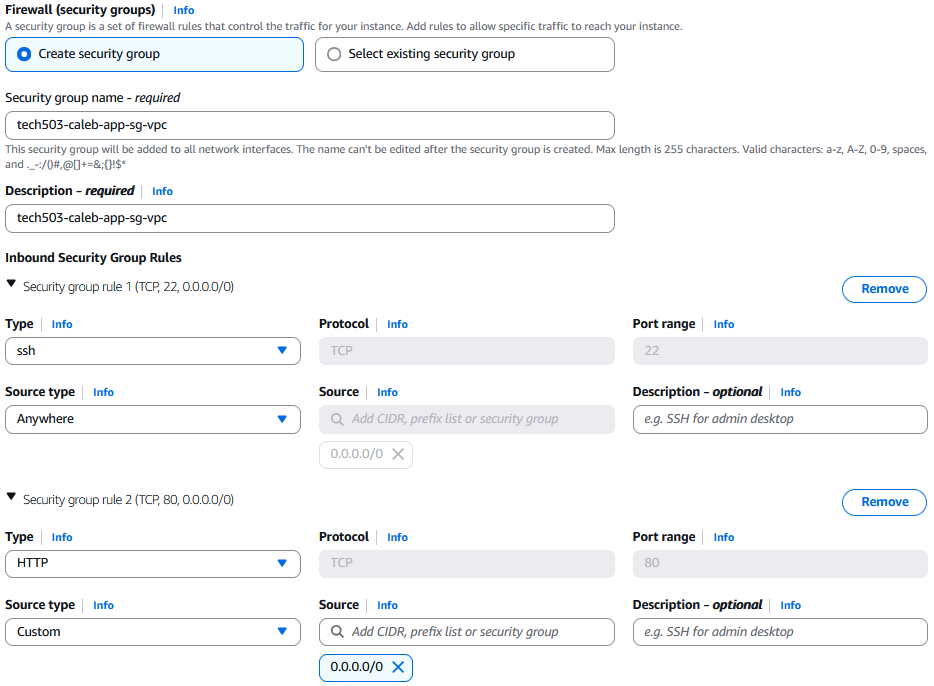 Firewall (security groups) Info
A security group is a set of firewall rules that control the traffic for your instance. Add rules to allow specific traffic to reach your instance.
Create security group Select existing security group
Security group name - required
tech503-caleb-app-sg-vpc
This security group will be added to all network interfaces. The name can't be edited after the security group is created. Max length is 255 characters. Valid characters: a-z, A-Z, 0-9, spaces,
and ._-:/()#,@[]+=&;{}!$*
Description – required Info
tech503-caleb-app-sg-vpc
Inbound Security Group Rules
Security group rule 1 (TCP, 22, 0.0.0.0/0) Remove
Type Info Protocol Info Port range Info
ssh TCP 22
Source type Info Source Info Description – optional Info
Anywhere Add CIDR, prefix list or security group e.g. SSH for admin desktop
0.0.0.0/0
Security group rule 2 (TCP, 80, 0.0.0.0/0) Remove
Type Info Protocol Info Port range Info
HTTP TCP 80
Source type Info Source Info Description – optional Info
Custom Add CIDR, prefix list or security group e.g. SSH for admin desktop
0.0.0.0/0